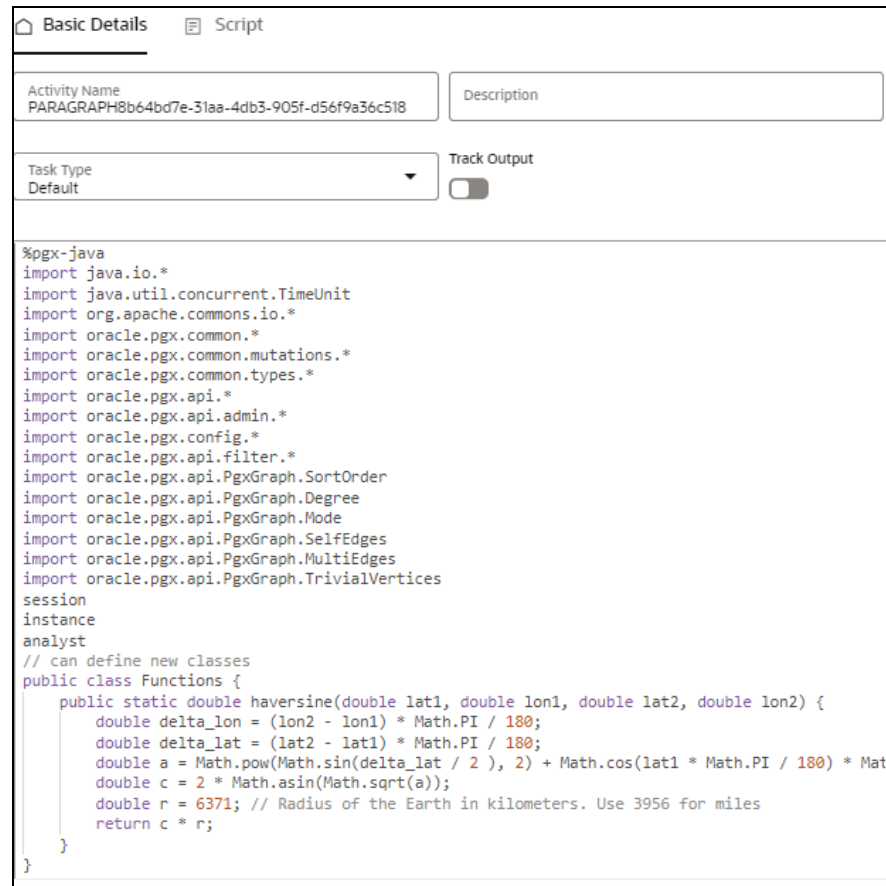 Basic Details
Script
Activity Name
PARAGRAPH8b64bd7e-31aa-4db3-905f-d56f9a36c518
Description
Task Type
Default
Track Output
%pgx-java
import java.io.*
import java.util.concurrent.TimeUnit
import org.apache.commons.io.*
import oracle.pgx.common.*
import oracle.pgx.common.mutations.*
import oracle.pgx.common.types.*
import oracle.pgx.api.*
import oracle.pgx.api.admin.*
import oracle.pgx.config.*
import oracle.pgx.api.filter.*
import oracle.pgx.api.PgxGraph.SortOrder
import oracle.pgx.api.PgxGraph.Degree
import oracle.pgx.api.PgxGraph.Mode
import oracle.pgx.api.PgxGraph.SelfEdges
import oracle.pgx.api.PgxGraph.MultiEdges
import oracle.pgx.api.PgxGraph.TrivialVertices
session
instance
analyst
// can define new classes
public class Functions {
    public static double haversine(double lat1, double lon1, double lat2, double lon2) {
        double delta_lon = (lon2 - lon1) * Math.PI / 180;
        double delta_lat = (lat2 - lat1) * Math.PI / 180;
        double a = Math.pow(Math.sin(delta_lat / 2 ), 2) + Math.cos(lat1 * Math.PI / 180) * Mat
        double c = 2 * Math.asin(Math.sqrt(a));
        double r = 6371; // Radius of the Earth in kilometers. Use 3956 for miles
        return c * r;
    }
}